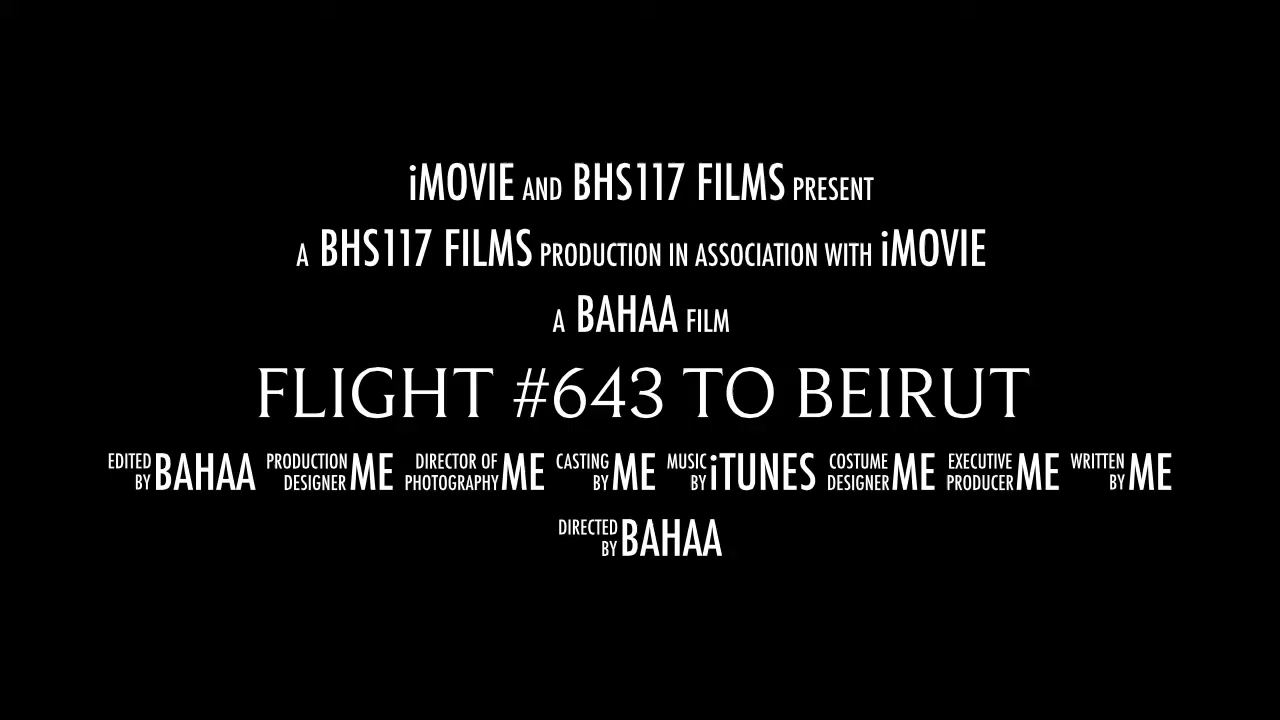 iMOVIE AND BHS117 FILMS PRESENT
A BHS117 FILMS PRODUCTION IN ASSOCIATION WITH iMOVIE
A BAHAA FILM
FLIGHT #643 TO BEIRUT
EDITED BY BAHAA PRODUCTION DESIGNER ME DIRECTOR OF PHOTOGRAPHY ME CASTING BY ME MUSIC BY iTUNES COSTUME DESIGNER ME EXECUTIVE PRODUCER ME WRITTEN BY ME
DIRECTED BY BAHAA